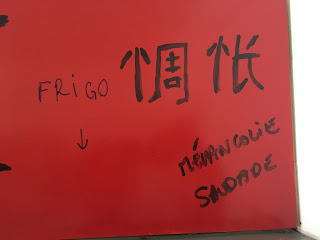 FRiGO 惆怅
↓
MÉLANCOLIE
SAUDADE